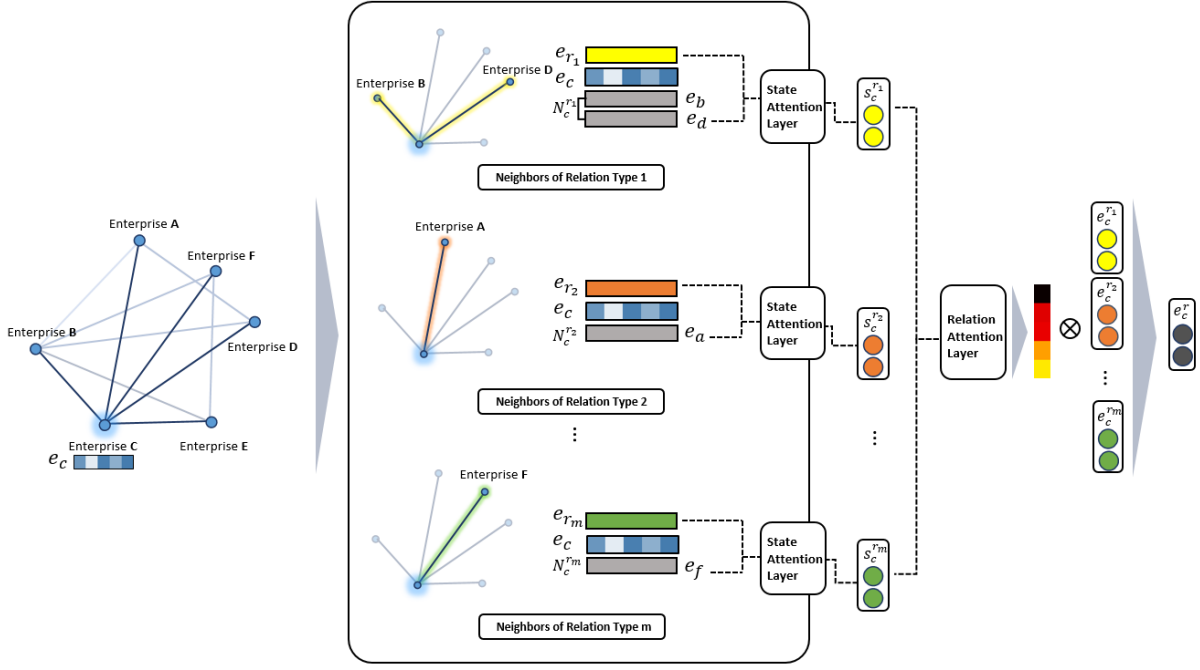 Enterprise A
Enterprise F
Enterprise B
Enterprise D
Enterprise C
Enterprise E
e_c
Enterprise B
Enterprise D
e_{r_1}
e_c
N_c^{r_1}
e_b
e_d
Neighbors of Relation Type 1
State
Attention
Layer
s_c^{r_1}
Enterprise A
e_{r_2}
e_c
N_c^{r_2}
e_a
Neighbors of Relation Type 2
State
Attention
Layer
s_c^{r_2}
⋮
⋮
Enterprise F
e_{r_m}
e_c
N_c^{r_m}
e_f
Neighbors of Relation Type m
State
Attention
Layer
s_c^{r_m}
Relation
Attention
Layer
⊗
e_c^{r_1}
e_c^{r_2}
⋮
e_c^{r_m}
e_c^r